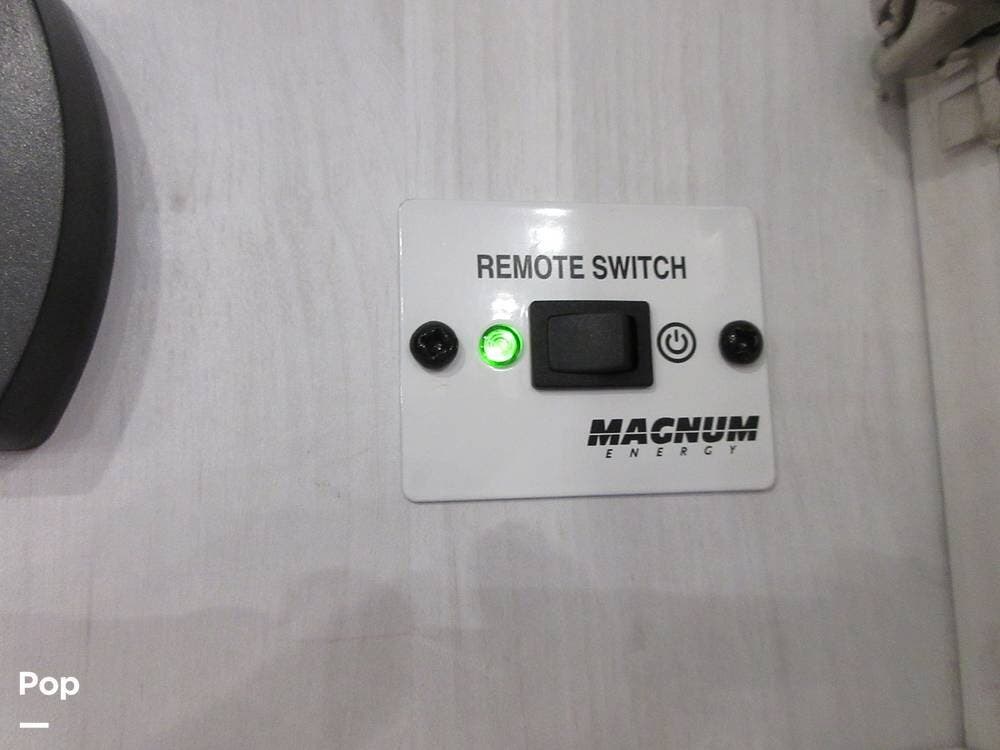 REMOTE SWITCH
MAGNUM
ENERGY
Pop